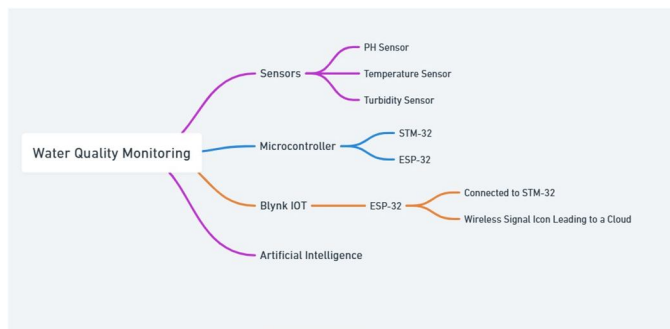 Water Quality Monitoring
Sensors
PH Sensor
Temperature Sensor
Turbidity Sensor
Microcontroller
STM-32
ESP-32
Blynk IOT
ESP-32
Connected to STM-32
Wireless Signal Icon Leading to a Cloud
Artificial Intelligence